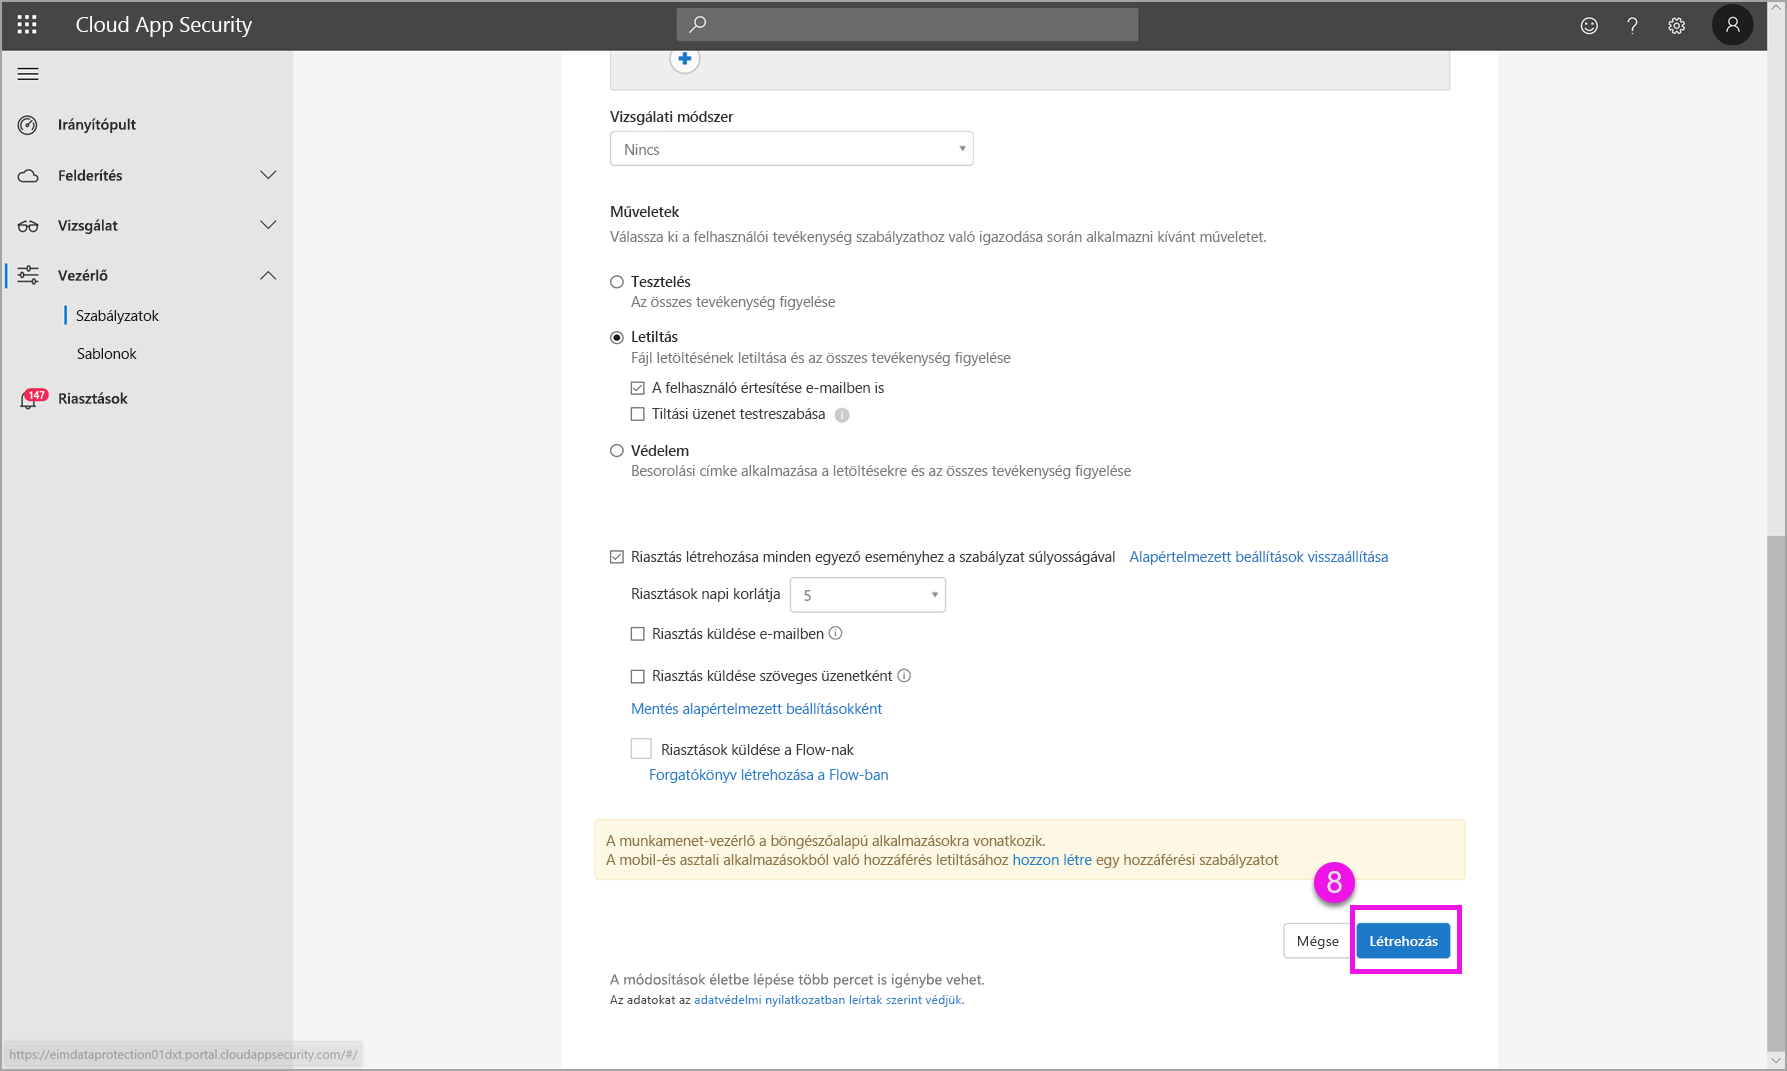 Cloud App Security
Irányítópult
Felderítés
Vizsgálat
Vezérlő
Szabályzatok
Sablonok
147
Riasztások
Vizsgálati módszer
Nincs
Műveletek
Válassza ki a felhasználói tevékenység szabályzathoz való igazodása során alkalmazni kívánt műveletet.
Tesztelés
Az összes tevékenység figyelése
Letiltás
Fájl letöltésének letiltása és az összes tevékenység figyelése
A felhasználó értesítése e-mailben is
Tiltási üzenet testreszabása
Védelem
Besorolási címke alkalmazása a letöltésekre és az összes tevékenység figyelése
Riasztás létrehozása minden egyező eseményhez a szabályzat súlyosságával Alapértelmezett beállítások visszaállítása
Riasztások napi korlátja 5
Riasztás küldése e-mailben
Riasztás küldése szöveges üzenetként
Mentés alapértelmezett beállításokként
Riasztások küldése a Flow-nak
Forgatókönyv létrehozása a Flow-ban
A munkamenet-vezérlő a böngészőalapú alkalmazásokra vonatkozik.
A mobil-és asztali alkalmazásokból való hozzáférés letiltásához hozzon létre egy hozzáférési szabályzatot
8
Mégse Létrehozás
A módosítások életbe lépése több percet is igénybe vehet.
Az adatokat az adatvédelmi nyilatkozatban leírtak szerint védjük.
https://eimdataprotection01dxt.portal.cloudappsecurity.com/#/